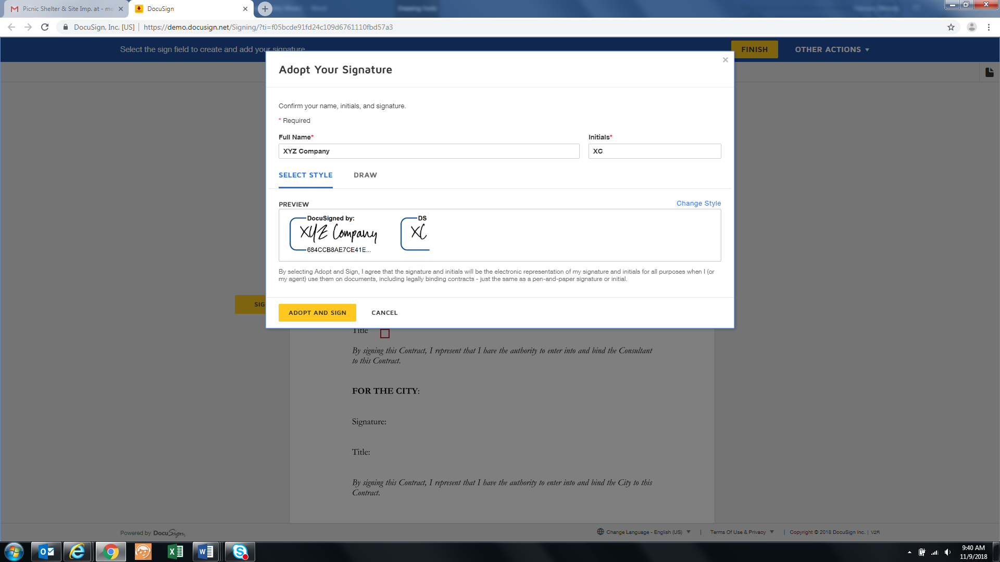 Picnic Shelter & Site Imp. at - me
DocuSign
DocuSign, Inc. [US] | https://demo.docusign.net/Signing/?ti=f05bcde91fd24c109d6761110fbd57a3
Select the sign field to create and add your signature
FINISH
OTHER ACTIONS
Adopt Your Signature
Confirm your name, initials, and signature.
* Required
Full Name*
Initials*
XYZ Company
XC
SELECT STYLE
DRAW
PREVIEW
Change Style
DocuSigned by:
DS
XYZ Company
XC
684CCB8AE7CE41E...
By selecting Adopt and Sign, I agree that the signature and initials will be the electronic representation of my signature and initials for all purposes when I (or
my agent) use them on documents, including legally binding contracts - just the same as a pen-and-paper signature or initial.
SIG
ADOPT AND SIGN
CANCEL
Title
By signing this Contract, I represent that I have the authority to enter into and bind the Consultant
to this Contract.
FOR THE CITY:
Signature:
Title:
By signing this Contract, I represent that I have the authority to enter into and bind the City to this
Contract.
Powered by DocuSign
Change Language - English (US) | Terms Of Use & Privacy | Copyright © 2018 DocuSign Inc. | V2R
9:40 AM
11/9/2018